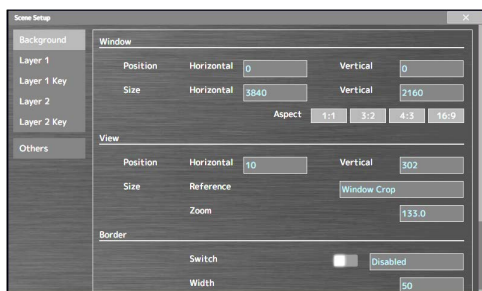 Scene Setup
Background
Layer 1
Layer 1 Key
Layer 2
Layer 2 Key
Others
Window
Position Horizontal 0 Vertical 0
Size Horizontal 3840 Vertical 2160
Aspect 1:1 3:2 4:3 16:9
View
Position Horizontal 10 Vertical 302
Size Reference Window Crop
Zoom 133.0
Border
Switch Disabled
Width 50